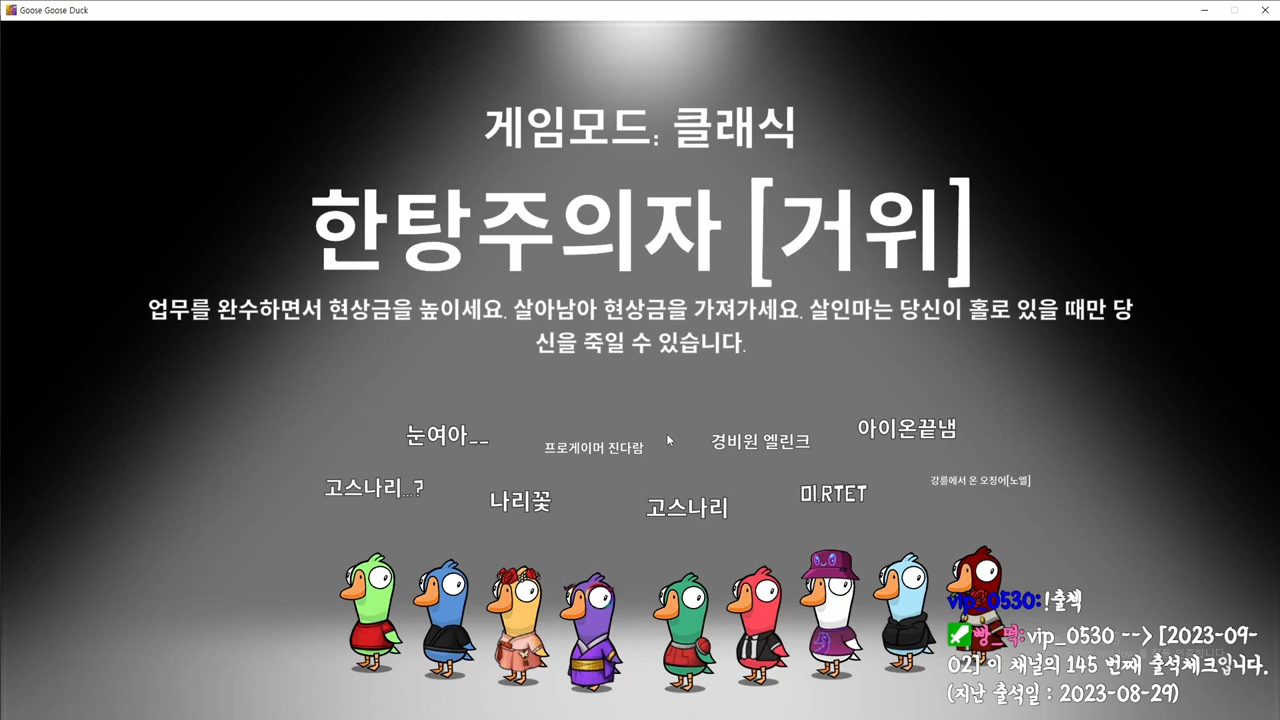 Goose Goose Duck
게임모드: 클래식
한탕주의자 [거위]
업무를 완수하면서 현상금을 높이세요. 살아남아 현상금을 가져가세요. 살인마는 당신이 홀로 있을 때만 당
신을 죽일 수 있습니다.
눈여아__
프로게이머 진다람
경비원 엘린크
아이온끝냄
고스나리...?
나리꽃
고스나리
미.RTET
강릉에서 온 오징어[노엘]
vip_0530: !출첵
빵 떡: vip_0530 --> [2023-09-
02] 이 채널의 145 번째 출석체크입니다.
(지난 출석일 : 2023-08-29)